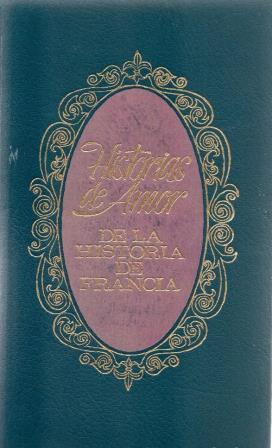 Historias
de Amor
DE LA
HISTORIA
DE
FRANCIA